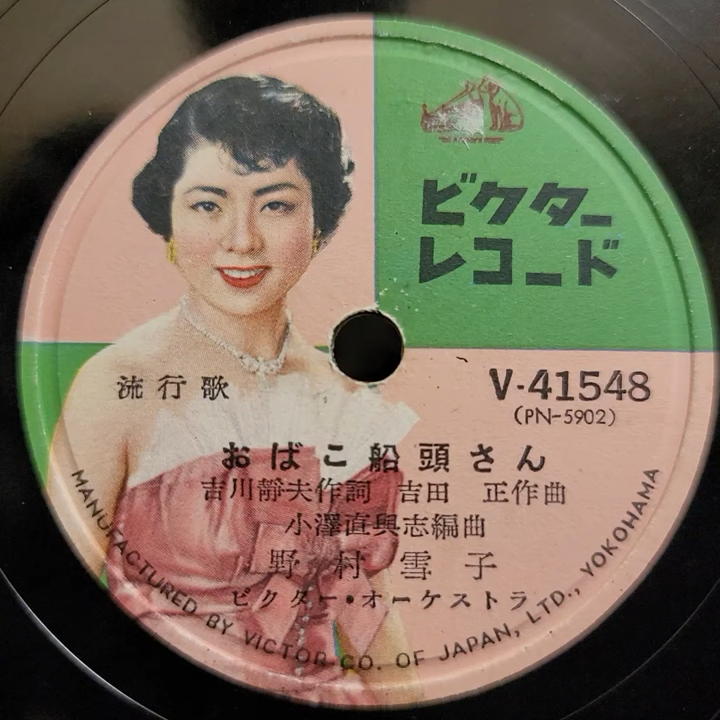 ビクター
レコード
流行歌
V-41548
(PN-5902)
おばこ船頭さん
吉川靜夫作詞 吉田 正作曲
小澤直與志編曲
野村雪子
ビクター・オーケストラ
MANUFACTURED BY VICTOR CO. OF JAPAN, LTD., YOKOHAMA